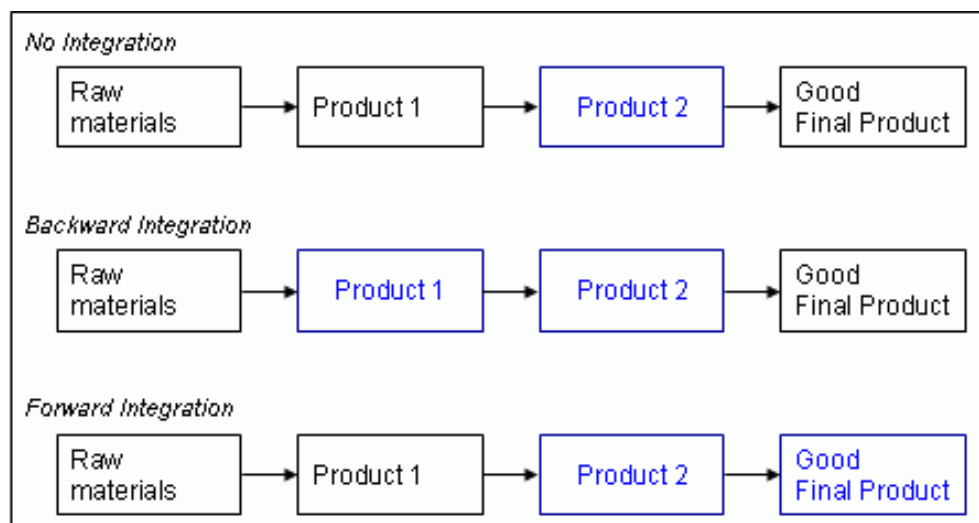 No Integration
Raw
materials
Product 1
Product 2
Good
Final Product
Backward Integration
Raw
materials
Product 1
Product 2
Good
Final Product
Forward Integration
Raw
materials
Product 1
Product 2
Good
Final Product